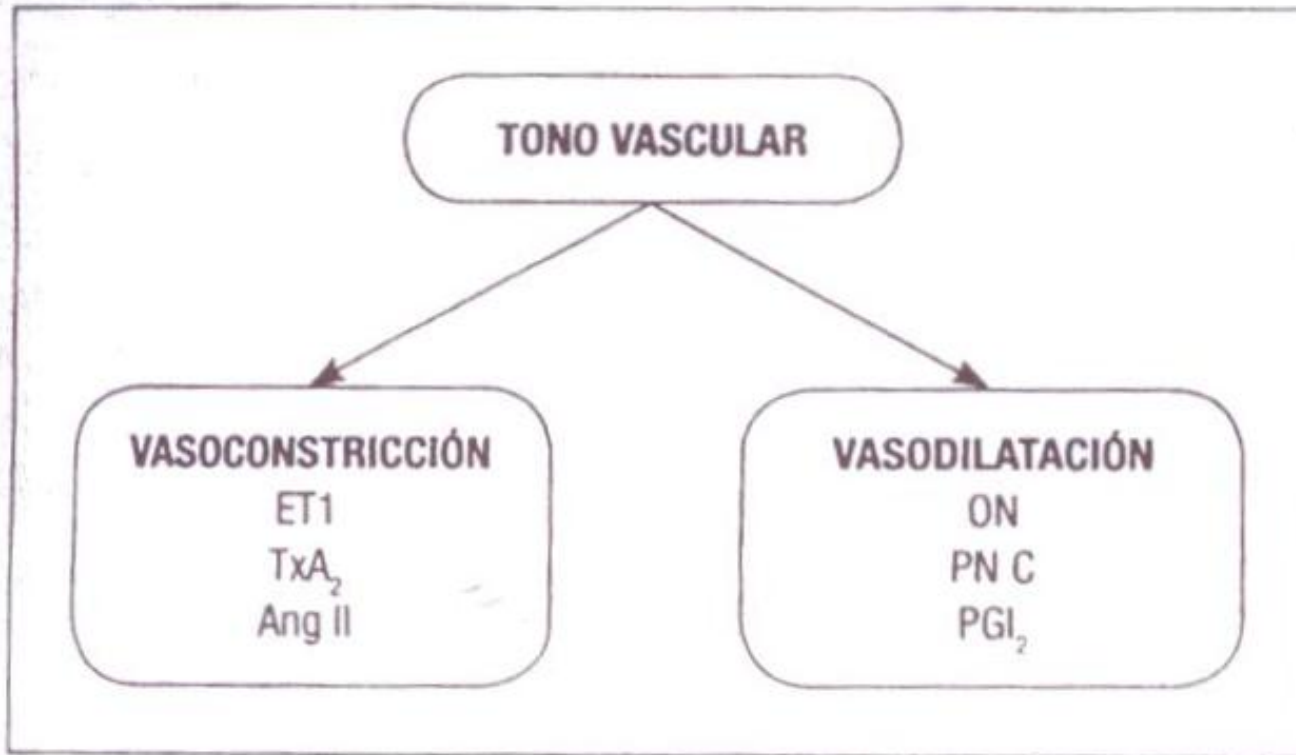 TONO VASCULAR
VASOCONSTRICCIÓN
ET1
TxA₂
Ang II
VASODILATACIÓN
ON
PN C
PGI₂